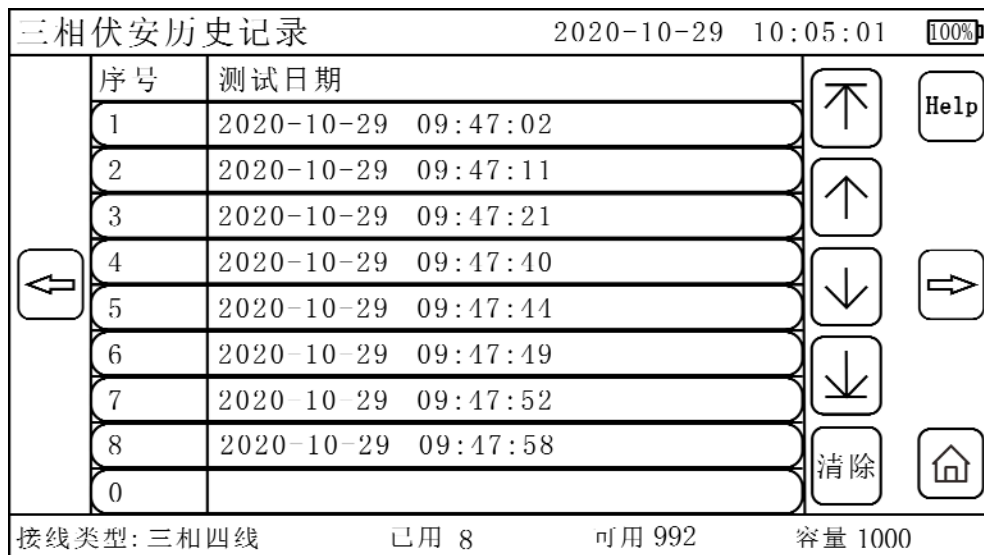 三相伏安历史记录 2020-10-29 10:05:01 100%
序号 测试日期
Help
1 2020-10-29 09:47:02
2 2020-10-29 09:47:11
3 2020-10-29 09:47:21
4 2020-10-29 09:47:40
5 2020-10-29 09:47:44
6 2020-10-29 09:47:49
7 2020-10-29 09:47:52
8 2020-10-29 09:47:58
清除
0
接线类型: 三相四线 已用 8 可用 992 容量 1000